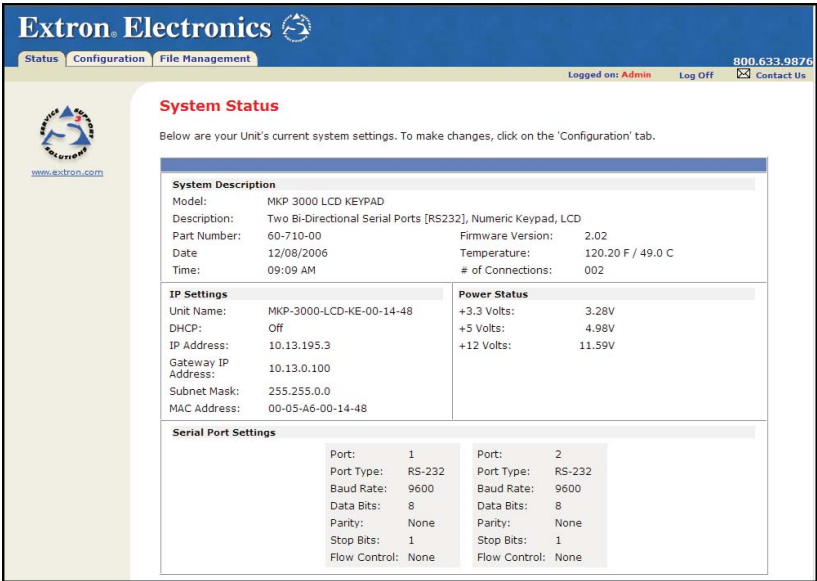 Extron® Electronics
Status Configuration File Management
800.633.9876
Logged on: Admin Log Off Contact Us
SERVICE SUPPORT SOLUTIONS
S3
www.extron.com
System Status
Below are your Unit's current system settings. To make changes, click on the 'Configuration' tab.
System Description
Model: MKP 3000 LCD KEYPAD
Description: Two Bi-Directional Serial Ports [RS232], Numeric Keypad, LCD
Part Number: 60-710-00 Firmware Version: 2.02
Date 12/08/2006 Temperature: 120.20 F / 49.0 C
Time: 09:09 AM # of Connections: 002
IP Settings
Unit Name: MKP-3000-LCD-KE-00-14-48
DHCP: Off
IP Address: 10.13.195.3
Gateway IP
Address: 10.13.0.100
Subnet Mask: 255.255.0.0
MAC Address: 00-05-A6-00-14-48
Power Status
+3.3 Volts: 3.28V
+5 Volts: 4.98V
+12 Volts: 11.59V
Serial Port Settings
Port: 1
Port Type: RS-232
Baud Rate: 9600
Data Bits: 8
Parity: None
Stop Bits: 1
Flow Control: None
Port: 2
Port Type: RS-232
Baud Rate: 9600
Data Bits: 8
Parity: None
Stop Bits: 1
Flow Control: None